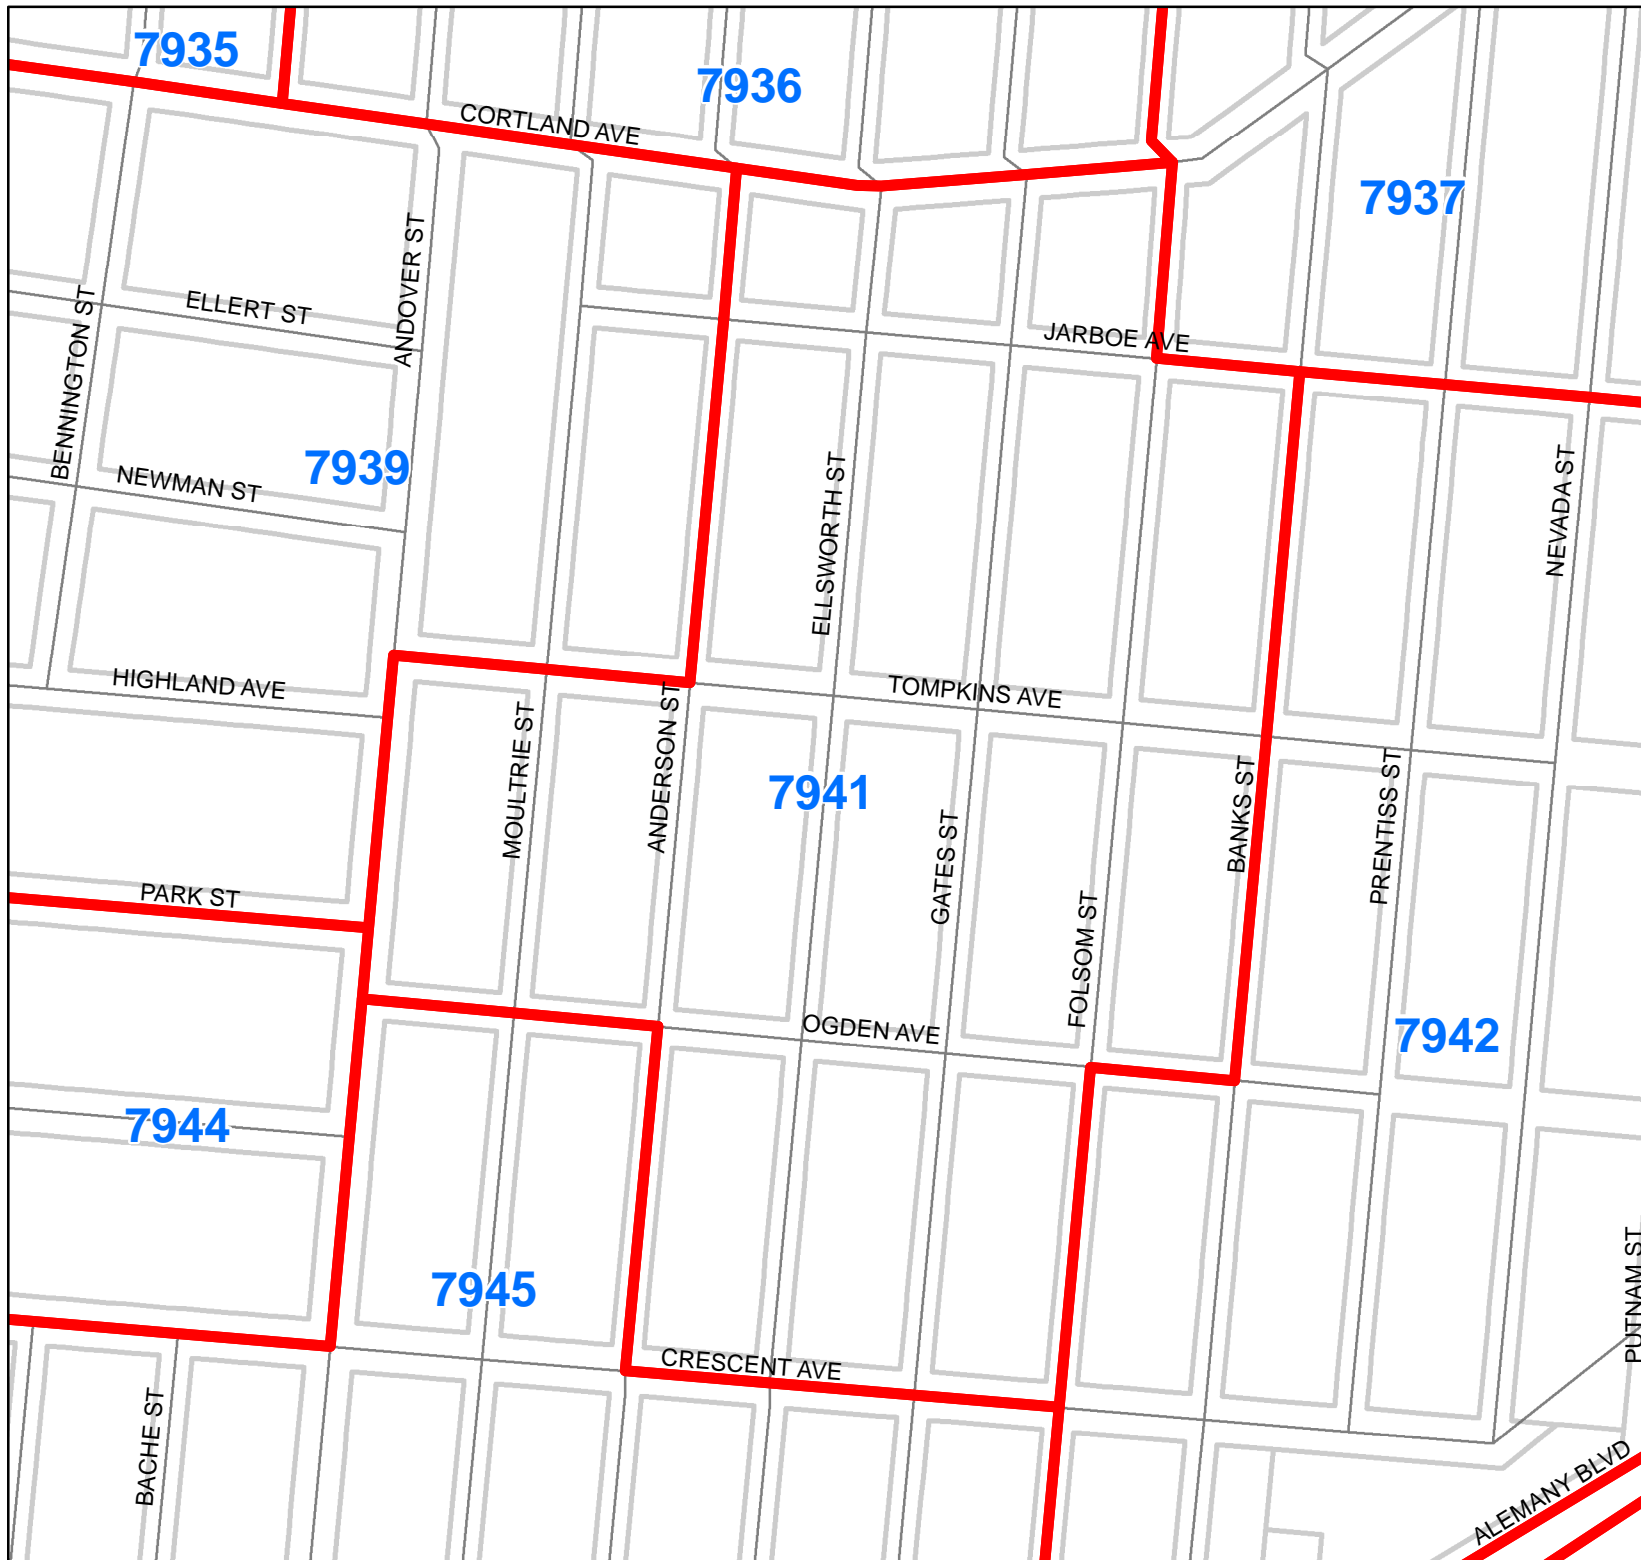 7935
7936
CORTLAND AVE
7937
ANDOVER ST
ELLERT ST
BENNINGTON ST
JARBOE AVE
7939
NEWMAN ST
ELLSWORTH ST
NEVADA ST
HIGHLAND AVE
TOMPKINS AVE
MOULTRIE ST
ANDERSON ST
7941
BANKS ST
PRENTISS ST
GATES ST
PARK ST
FOLSOM ST
OGDEN AVE
7942
7944
7945
PUTNAM ST
CRESCENT AVE
BACHE ST
ALEMANY BLVD